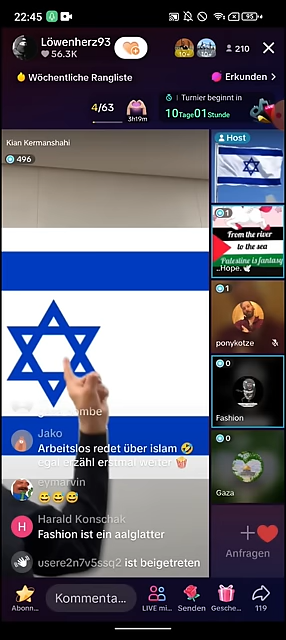 22:45
95
Löwenherz93
56.3K
10+
10+
210
Wöchentliche Rangliste
Erkunden >
4/63
3h19m
Turnier beginnt in
10Tage01Stunde
Kian Kermanshahi
496
Host
1
From the river
to the sea
Palestine is fantasy
..Hope.
1
ponykotze
0
Fashion
0
Gaza
Jako
Arbeitslos redet über islam 🤣
egal erzähl erstmal weiter 🍿
eymarvin
😅😅😅
H
Harald Konschak
Fashion ist ein aalglatter
usere2n7v5ssq2 ist beigetreten
Anfragen
Abonn...
Kommenta...
LIVE mi...
Senden
Gesche...
119